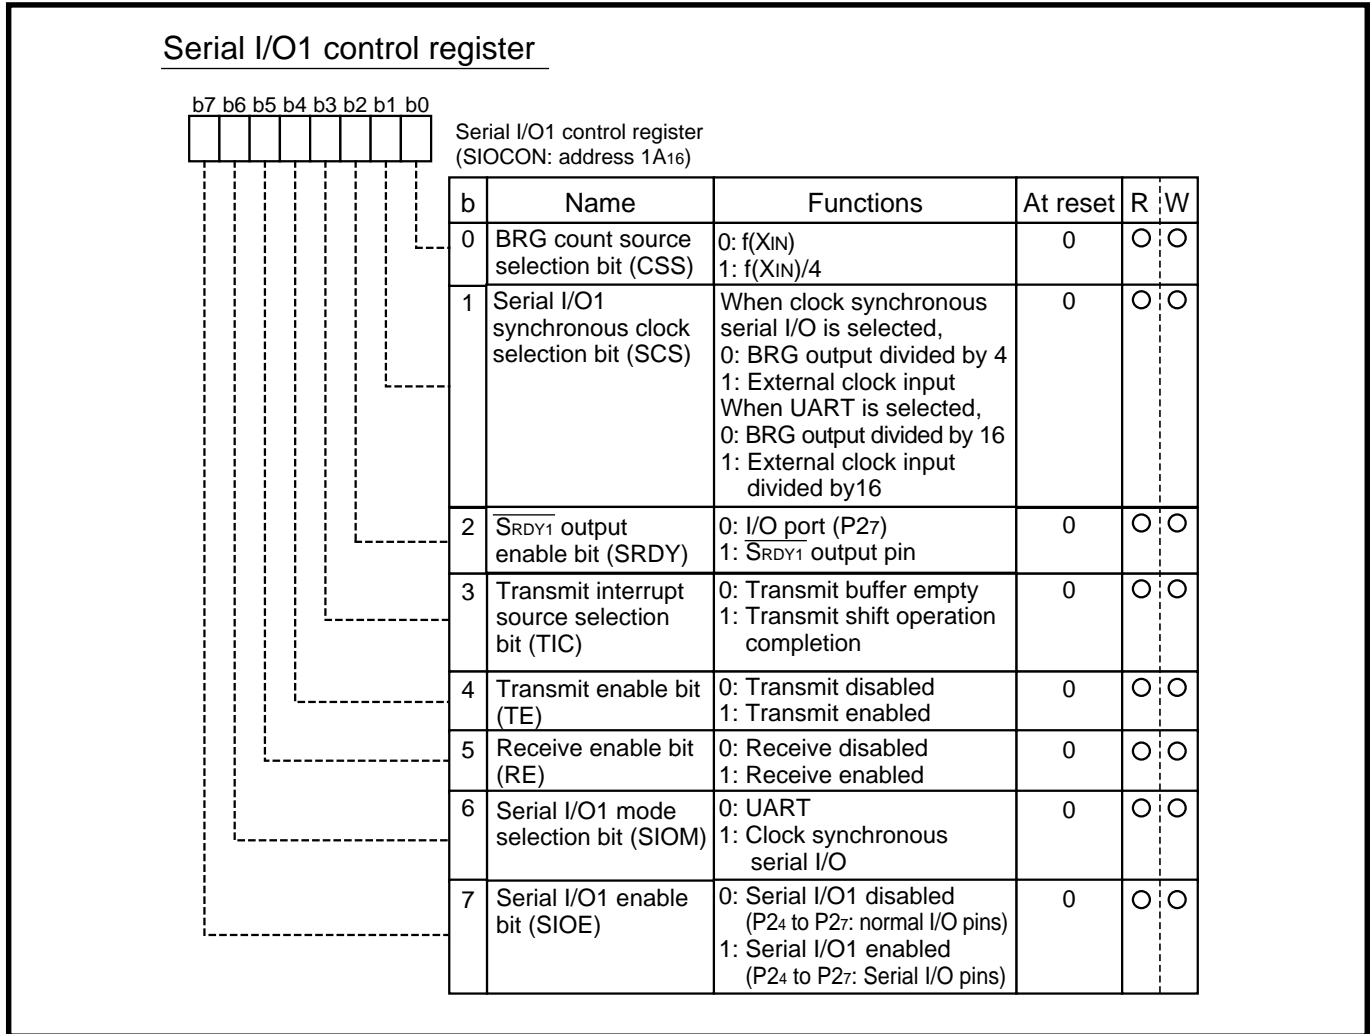 Serial I/O1 control register
b7 b6 b5 b4 b3 b2 b1 b0
Serial I/O1 control register
(SIOCON: address 1A16)
b Name Functions At reset R W
0 BRG count source selection bit (CSS) 0: f(XIN) 0
1: f(XIN)/4
1 Serial I/O1 synchronous clock selection bit (SCS) When clock synchronous 0
serial I/O is selected,
0: BRG output divided by 4
1: External clock input
When UART is selected,
0: BRG output divided by 16
1: External clock input
divided by16
2 SRDY1 output enable bit (SRDY) 0: I/O port (P27) 0
1: SRDY1 output pin
3 Transmit interrupt source selection bit (TIC) 0: Transmit buffer empty 0
1: Transmit shift operation
completion
4 Transmit enable bit (TE) 0: Transmit disabled 0
1: Transmit enabled
5 Receive enable bit (RE) 0: Receive disabled 0
1: Receive enabled
6 Serial I/O1 mode selection bit (SIOM) 0: UART 0
1: Clock synchronous
serial I/O
7 Serial I/O1 enable bit (SIOE) 0: Serial I/O1 disabled 0
(P24 to P27: normal I/O pins)
1: Serial I/O1 enabled
(P24 to P27: Serial I/O pins)